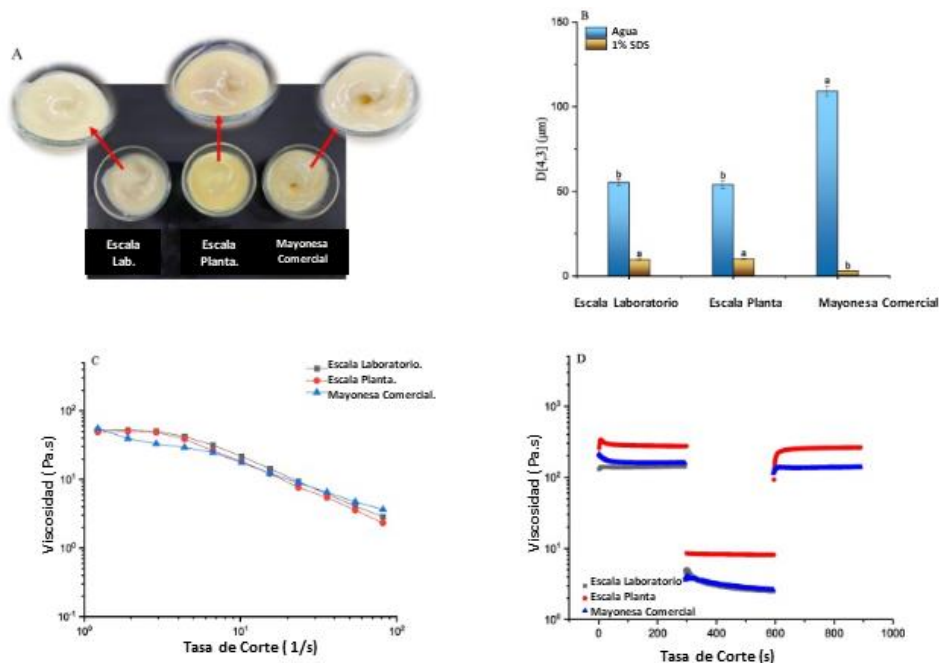 A
Escala
Lab.
Escala
Planta.
Mayonesa
Comercial
B
Agua
1% SDS
150
100
50
0
D[4,3] (μm)
b
a
b
a
a
b
Escala Laboratorio
Escala Planta
Mayonesa Comercial
C
Escala Laboratorio.
Escala Planta.
Mayonesa Comercial.
10²
10¹
10⁰
10⁻¹
Viscosidad ( Pa.s)
10⁰
10¹
10²
Tasa de Corte ( 1/s)
D
10³
10²
10¹
10⁰
Viscosidad ( Pa.s)
Escala Laboratorio
Escala Planta
Mayonesa Comercial
0
200
400
600
800
1000
Tasa de Corte (s)